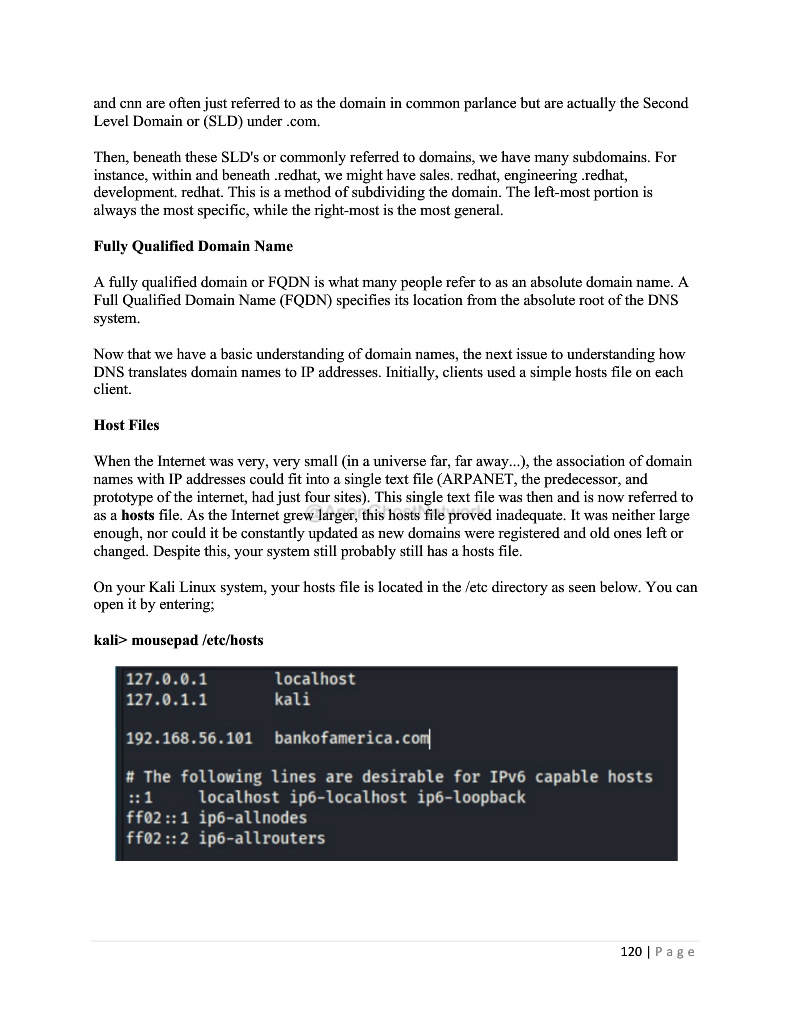 and cnn are often just referred to as the domain in common parlance but are actually the Second
Level Domain or (SLD) under .com.
Then, beneath these SLD's or commonly referred to domains, we have many subdomains. For
instance, within and beneath .redhat, we might have sales. redhat, engineering .redhat,
development. redhat. This is a method of subdividing the domain. The left-most portion is
always the most specific, while the right-most is the most general.
Fully Qualified Domain Name
A fully qualified domain or FQDN is what many people refer to as an absolute domain name. A
Full Qualified Domain Name (FQDN) specifies its location from the absolute root of the DNS
system.
Now that we have a basic understanding of domain names, the next issue to understanding how
DNS translates domain names to IP addresses. Initially, clients used a simple hosts file on each
client.
Host Files
When the Internet was very, very small (in a universe far, far away...), the association of domain
names with IP addresses could fit into a single text file (ARPANET, the predecessor, and
prototype of the internet, had just four sites). This single text file was then and is now referred to
as a hosts file. As the Internet grew larger, this hosts file proved inadequate. It was neither large
enough, nor could it be constantly updated as new domains were registered and old ones left or
changed. Despite this, your system still probably still has a hosts file.
On your Kali Linux system, your hosts file is located in the /etc directory as seen below. You can
open it by entering;
kali> mousepad /etc/hosts
127.0.0.1 localhost
127.0.1.1 kali
192.168.56.101 bankofamerica.com
# The following lines are desirable for IPv6 capable hosts
::1 localhost ip6-localhost ip6-loopback
ff02::1 ip6-allnodes
ff02::2 ip6-allrouters
120 | Page